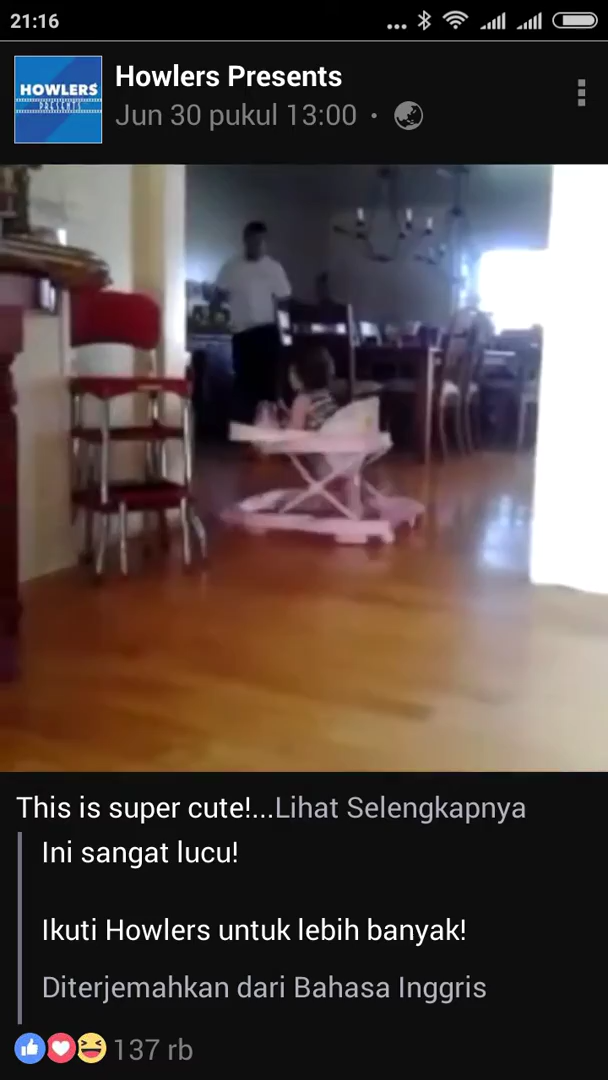 21:16
HOWLERS
PRESENTS
Howlers Presents
Jun 30 pukul 13:00 •
This is super cute!...Lihat Selengkapnya
Ini sangat lucu!
Ikuti Howlers untuk lebih banyak!
Diterjemahkan dari Bahasa Inggris
137 rb